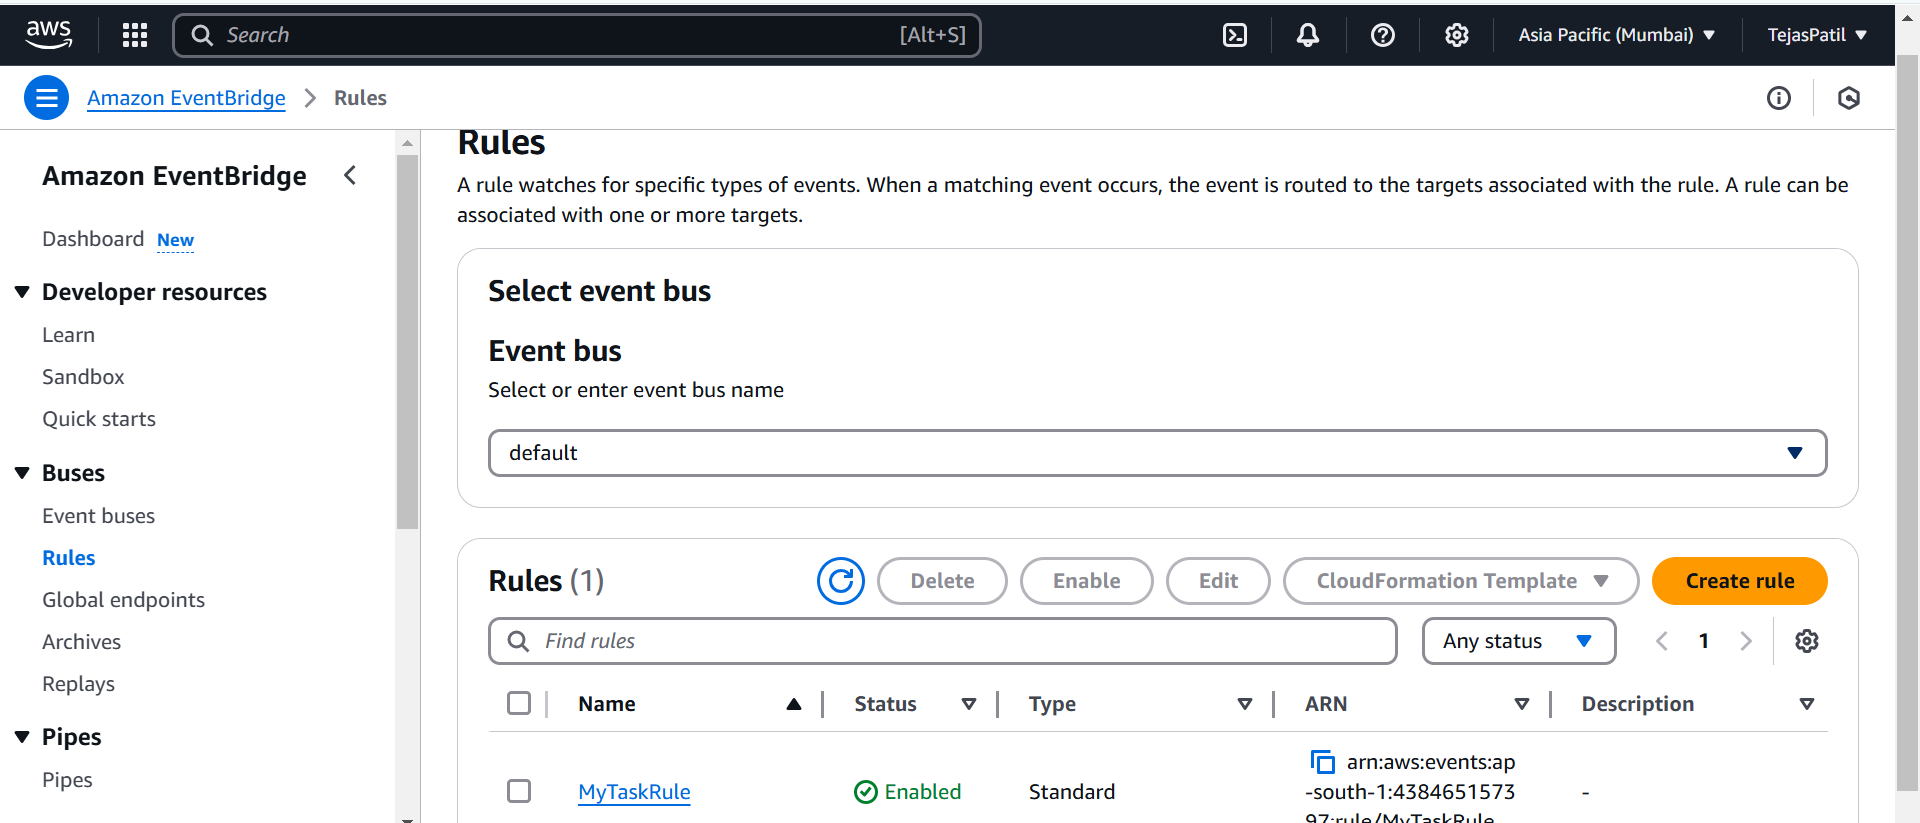 aws
Search
[Alt+S]
Asia Pacific (Mumbai)
TejasPatil
Amazon EventBridge
Rules
Amazon EventBridge
Dashboard New
Developer resources
Learn
Sandbox
Quick starts
Buses
Event buses
Rules
Global endpoints
Archives
Replays
Pipes
Pipes
Rules
A rule watches for specific types of events. When a matching event occurs, the event is routed to the targets associated with the rule. A rule can be
associated with one or more targets.
Select event bus
Event bus
Select or enter event bus name
default
Rules (1)
Delete
Enable
Edit
CloudFormation Template
Create rule
Find rules
Any status
1
Name
Status
Type
ARN
Description
MyTaskRule
Enabled
Standard
arn:aws:events:ap
-south-1:4384651573
97:rule/MyTaskRule
-